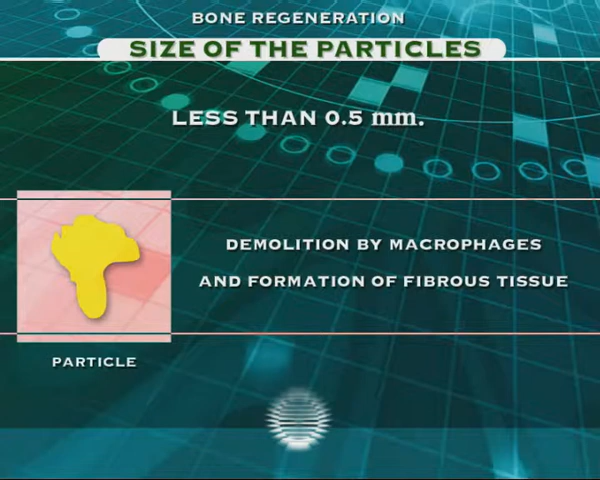 BONE REGENERATION
SIZE OF THE PARTICLES
LESS THAN 0.5 mm.
DEMOLITION BY MACROPHAGES
AND FORMATION OF FIBROUS TISSUE
PARTICLE